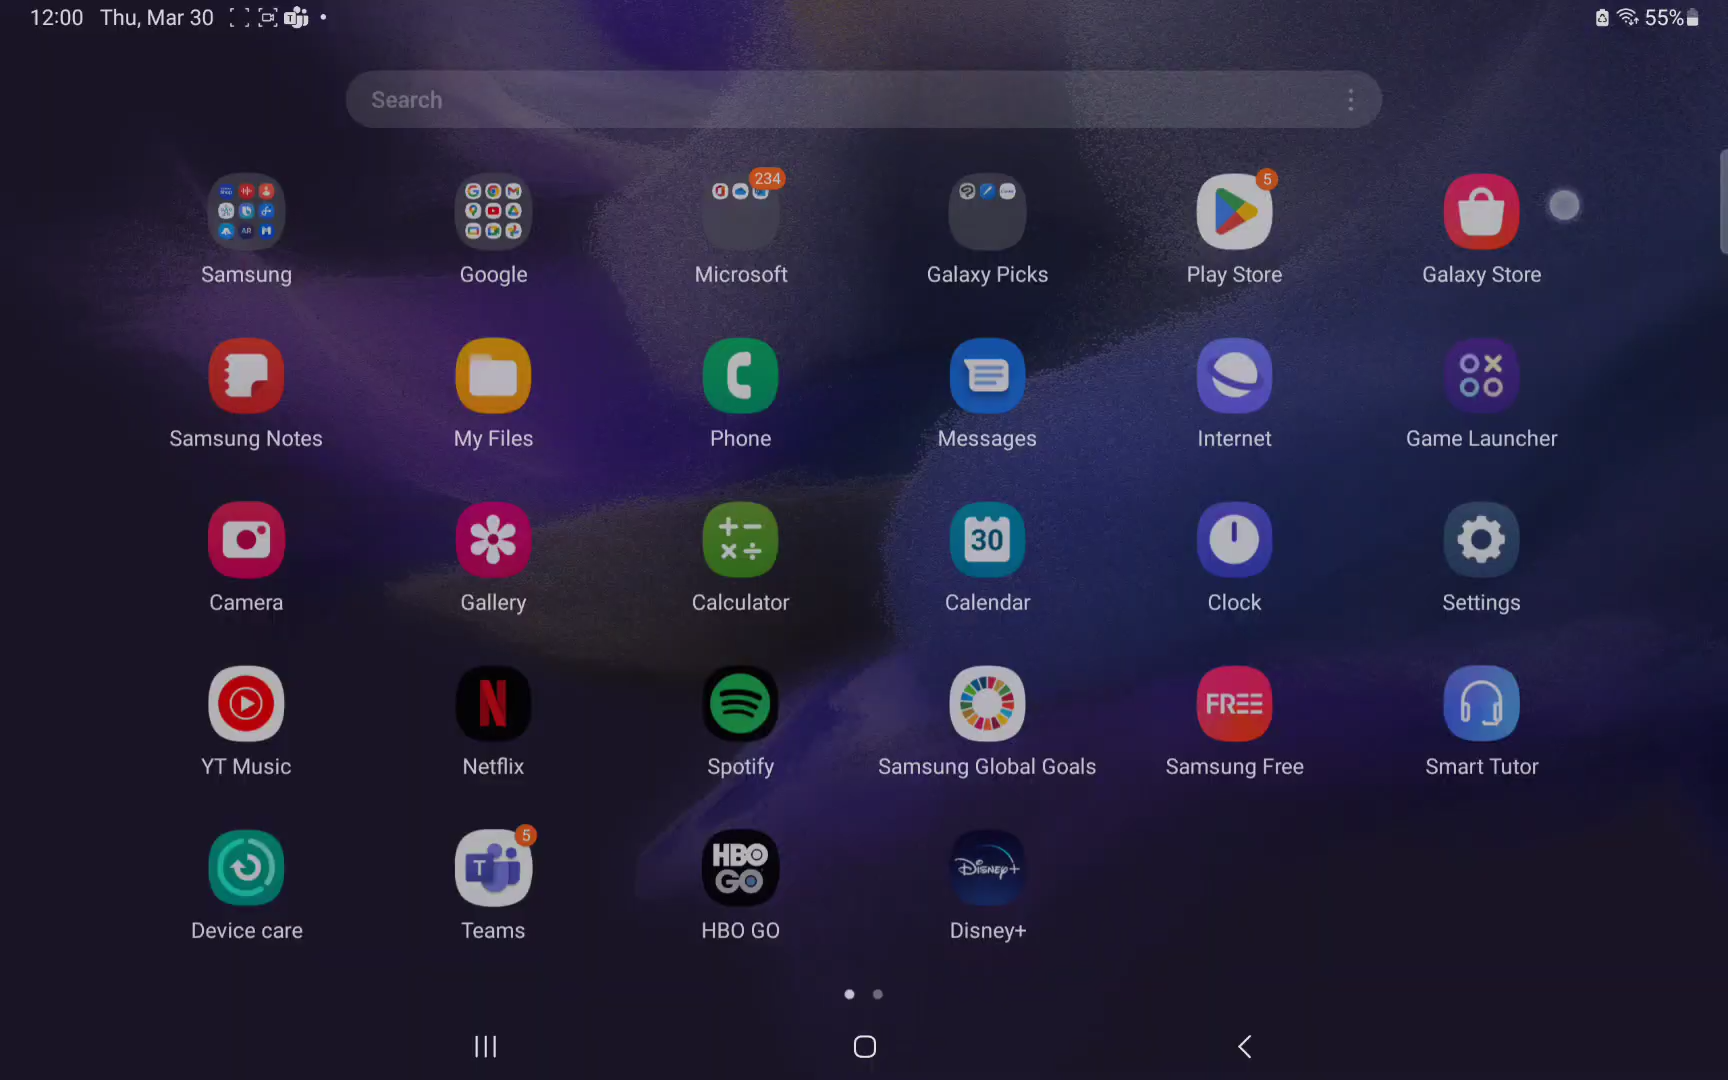 12:00 Thu, Mar 30 55%
Search
234
5
Samsung Google Microsoft Galaxy Picks Play Store Galaxy Store
Samsung Notes My Files Phone Messages Internet Game Launcher
30
Camera Gallery Calculator Calendar Clock Settings
N FREE
YT Music Netflix Spotify Samsung Global Goals Samsung Free Smart Tutor
5
T HBO GO Disney+
Device care Teams HBO GO Disney+